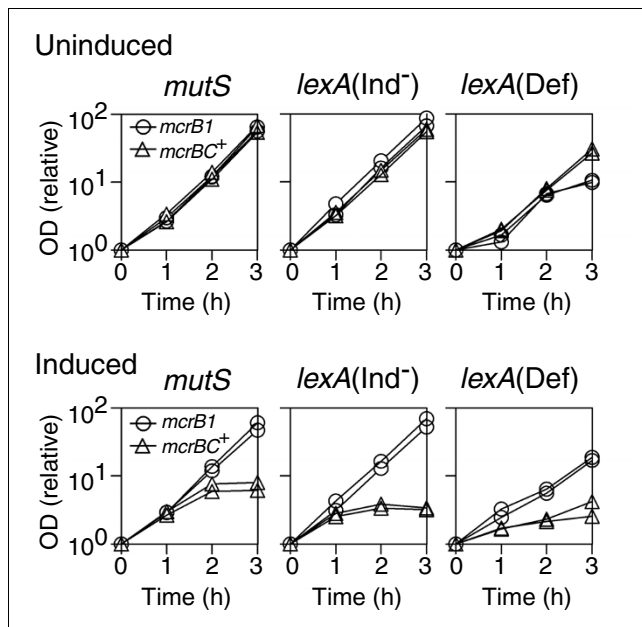 Uninduced
mutS lexA(Ind⁻) lexA(Def)
10² mcrB1
mcrBC⁺
10
10⁰
OD (relative)
0 1 2 3 0 1 2 3 0 1 2 3
Time (h) Time (h) Time (h)
Induced
mutS lexA(Ind⁻) lexA(Def)
10² mcrB1
mcrBC⁺
10
10⁰
OD (relative)
0 1 2 3 0 1 2 3 0 1 2 3
Time (h) Time (h) Time (h)